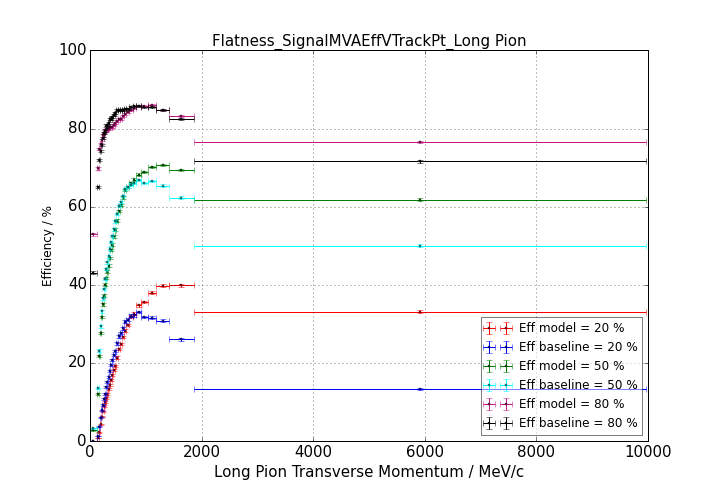 Flatness_SignalMVAEffVTrackPt_Long Pion
100
80
60
40
20
0
Efficiency / %
0
2000
4000
6000
8000
10000
Long Pion Transverse Momentum / MeV/c
Eff model = 20 %
Eff baseline = 20 %
Eff model = 50 %
Eff baseline = 50 %
Eff model = 80 %
Eff baseline = 80 %